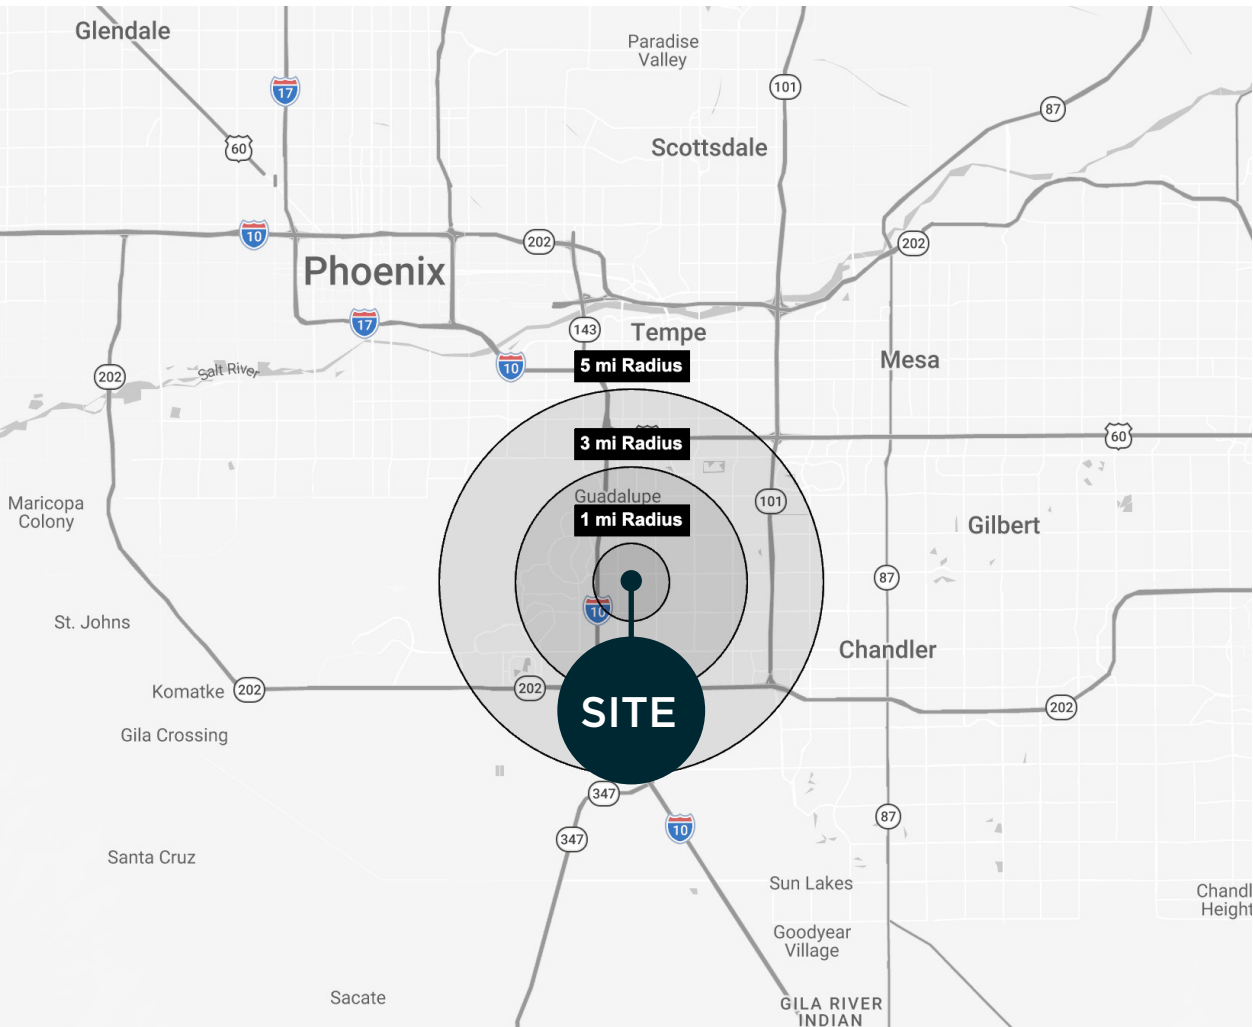 Glendale
Paradise
Valley
17
101
87
60
Scottsdale
10
202
202
Phoenix
17
143
Tempe
10
5 mi Radius
Mesa
202
Salt River
60
3 mi Radius
Guadalupe
101
Maricopa
Colony
1 mi Radius
Gilbert
87
10
St. Johns
Chandler
Komatke
202
202
SITE
202
Gila Crossing
347
87
10
347
Santa Cruz
Sun Lakes
Chandl
Height
Goodyear
Village
Sacate
GILA RIVER
INDIAN